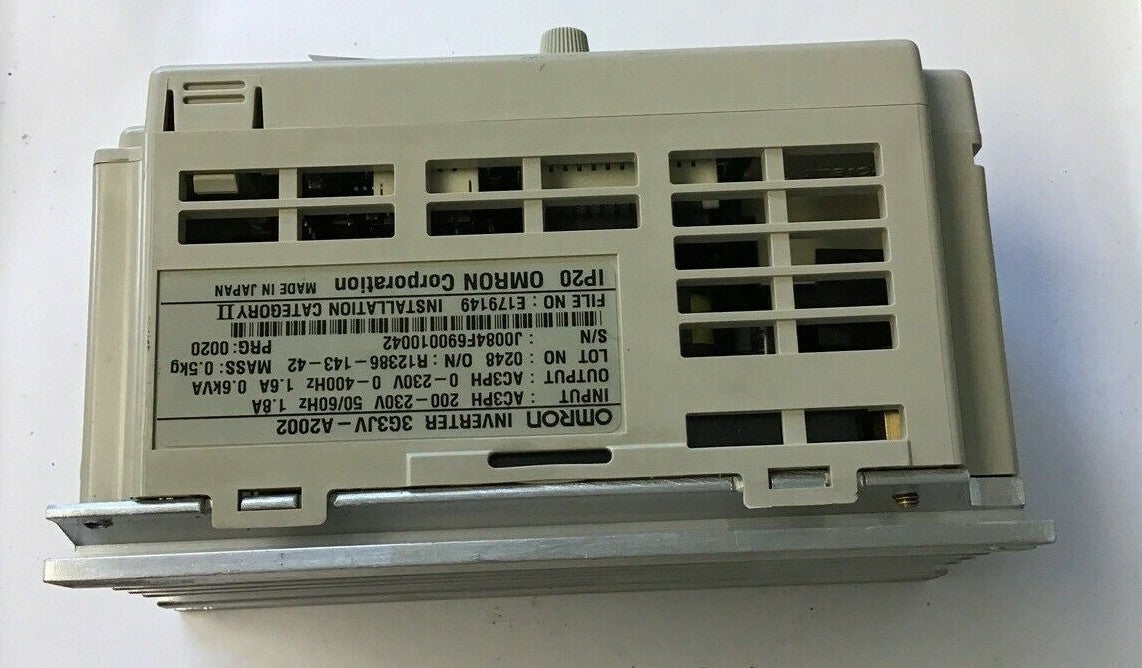 OMRON INVERTER 3G3JV-A2002
INPUT : AC3PH 200-230V 50/60Hz 1.8A
OUTPUT : AC3PH 0-230V 0-400Hz 1.6A 0.6kVA
LOT NO : 0248 O/N : R12386-143-42 MASS: 0.5kg
S/N : J0084F6900010042 PRG: 0020
FILE NO : E179149 INSTALLATION CATEGORY II
IP20 OMRON Corporation MADE IN JAPAN